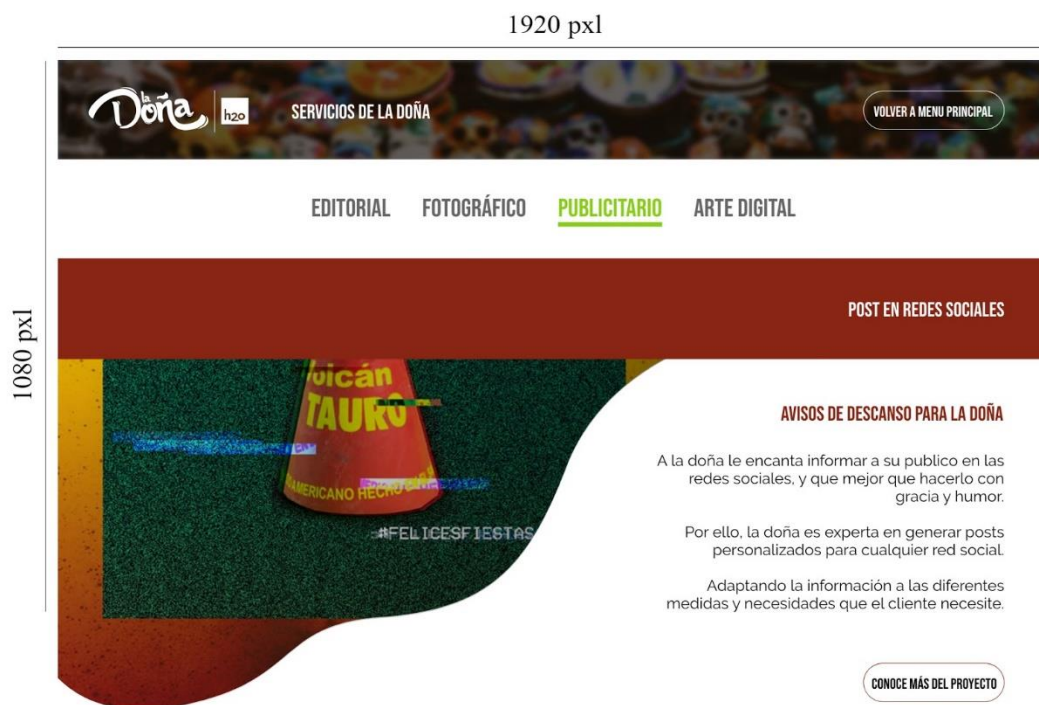 1920 pxl
1080 pxl
la
Doña
h2o
SERVICIOS DE LA DOÑA
VOLVER A MENU PRINCIPAL
EDITORIAL
FOTOGRÁFICO
PUBLICITARIO
ARTE DIGITAL
POST EN REDES SOCIALES
TAURO
AMERICANO HECHO EN
#FELICESFIESTAS
AVISOS DE DESCANSO PARA LA DOÑA
A la doña le encanta informar a su publico en las
redes sociales, y que mejor que hacerlo con
gracia y humor.
Por ello, la doña es experta en generar posts
personalizados para cualquier red social.
Adaptando la información a las diferentes
medidas y necesidades que el cliente necesite.
CONOCE MÁS DEL PROYECTO